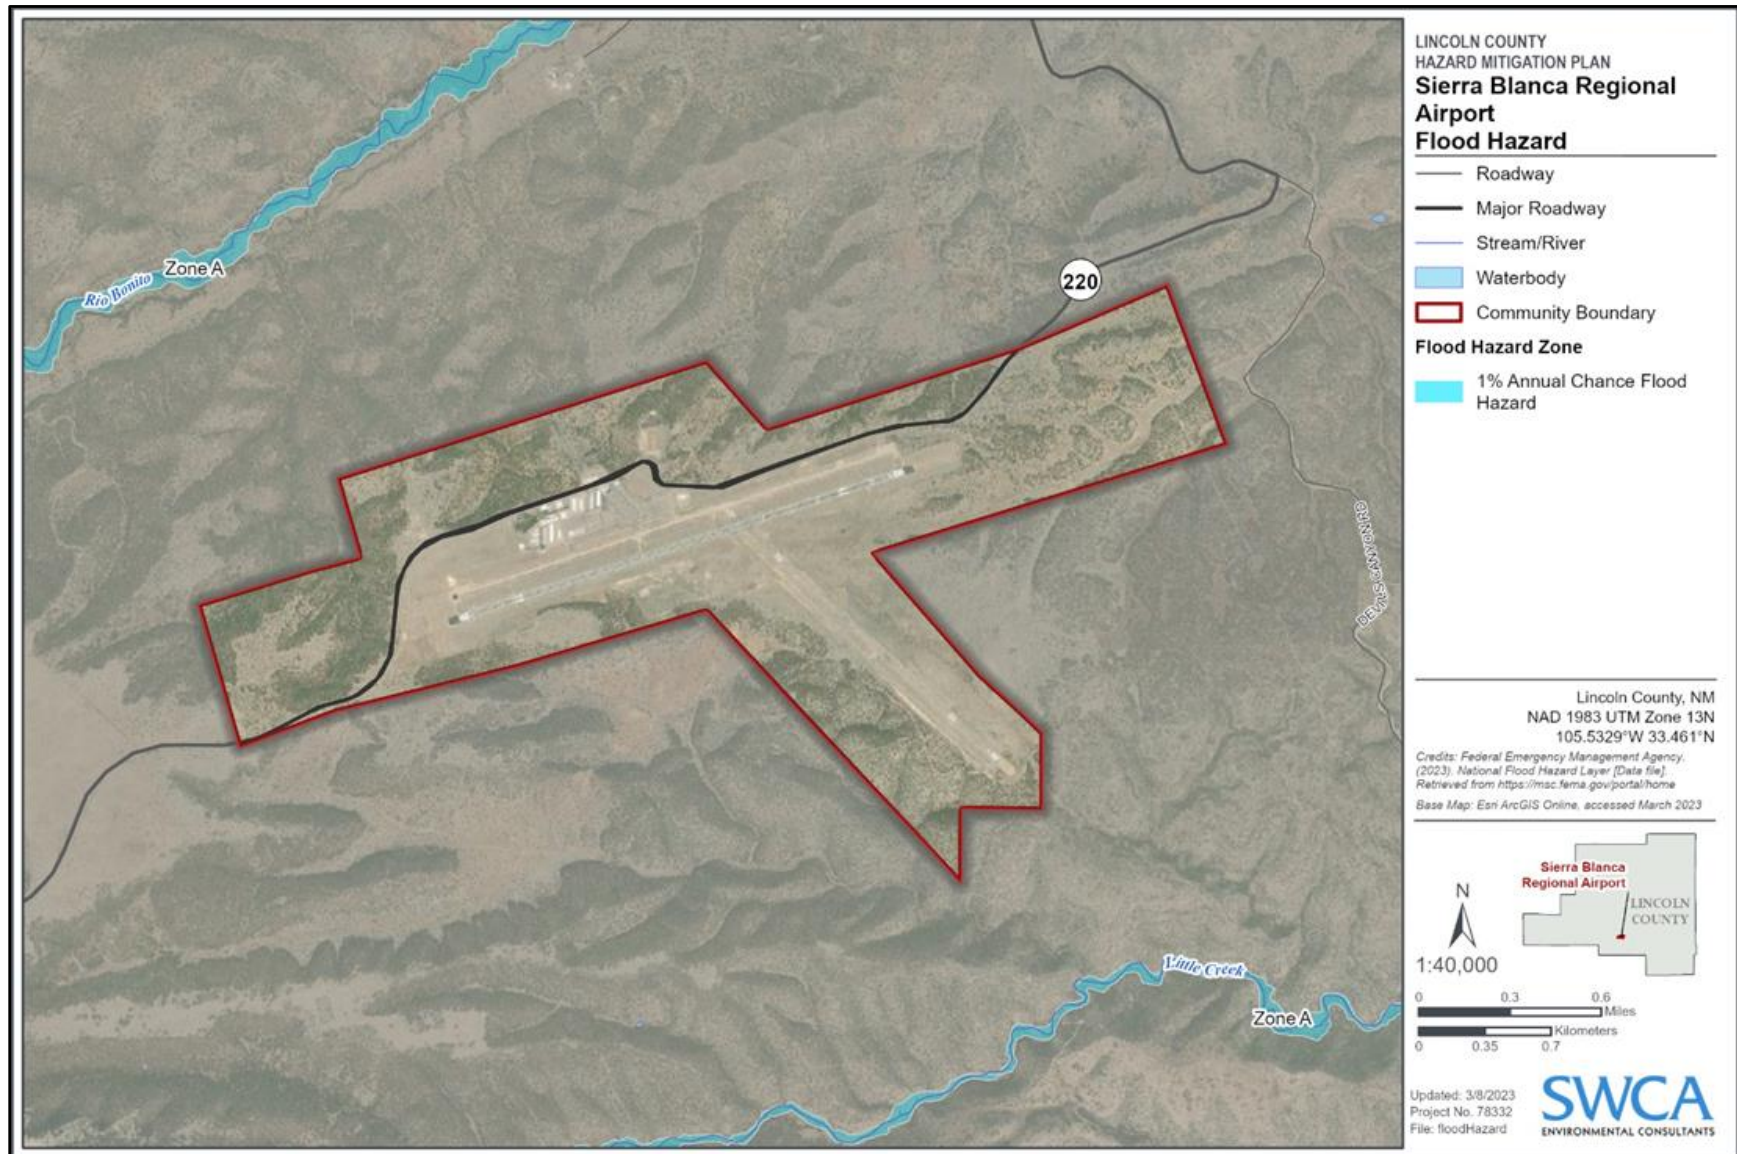 LINCOLN COUNTY
HAZARD MITIGATION PLAN
Sierra Blanca Regional
Airport
Flood Hazard
Roadway
Major Roadway
Stream/River
Waterbody
Community Boundary
Flood Hazard Zone
1% Annual Chance Flood
Hazard
Rio Bonito
Zone A
220
DEVILS CANYON RD
Little Creek
Zone A
Lincoln County, NM
NAD 1983 UTM Zone 13N
105.5329°W 33.461°N
Credits: Federal Emergency Management Agency.
(2023). National Flood Hazard Layer [Data file].
Retrieved from https://msc.fema.gov/portal/home
Base Map: Esri ArcGIS Online, accessed March 2023
Sierra Blanca
Regional Airport
LINCOLN
COUNTY
N
1:40,000
0 0.3 0.6
Miles
Kilometers
0 0.35 0.7
Updated: 3/8/2023
Project No. 78332
File: floodHazard
SWCA
ENVIRONMENTAL CONSULTANTS